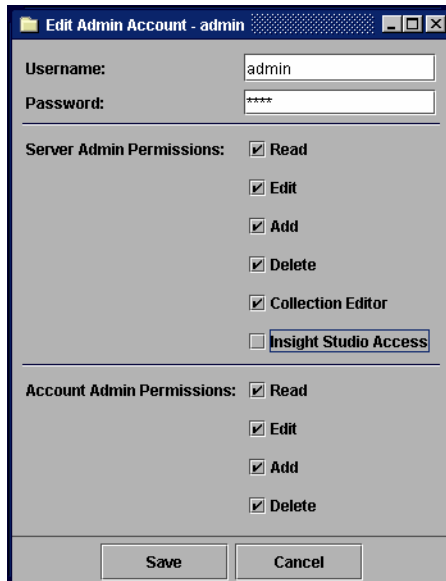 Edit Admin Account - admin
Username: admin
Password: ****
Server Admin Permissions: Read
Edit
Add
Delete
Collection Editor
Insight Studio Access
Account Admin Permissions: Read
Edit
Add
Delete
Save Cancel